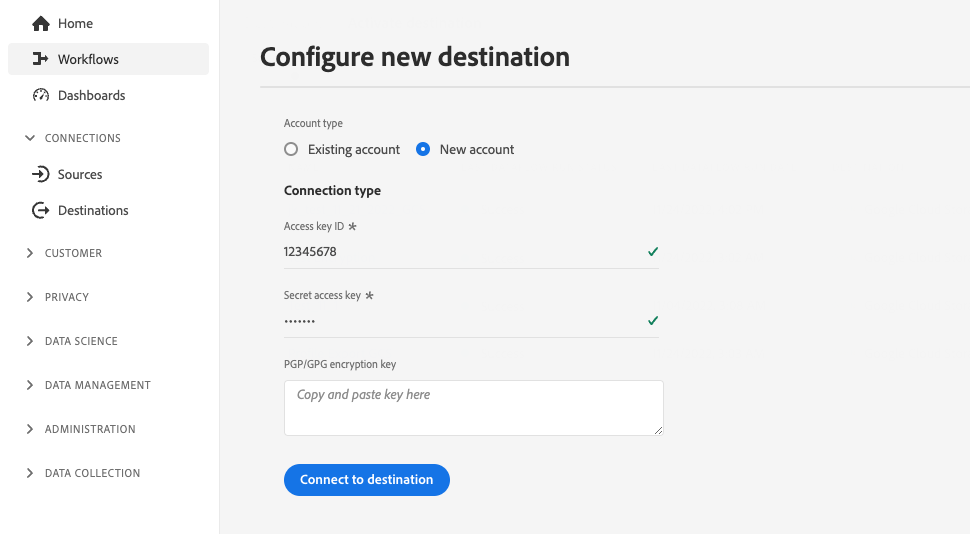 Home
Workflows
Dashboards
CONNECTIONS
Sources
Destinations
CUSTOMER
PRIVACY
DATA SCIENCE
DATA MANAGEMENT
ADMINISTRATION
DATA COLLECTION
Configure new destination
Account type
Existing account New account
Connection type
Access key ID *
12345678
Secret access key *
•••••••
PGP/GPG encryption key
Copy and paste key here
Connect to destination